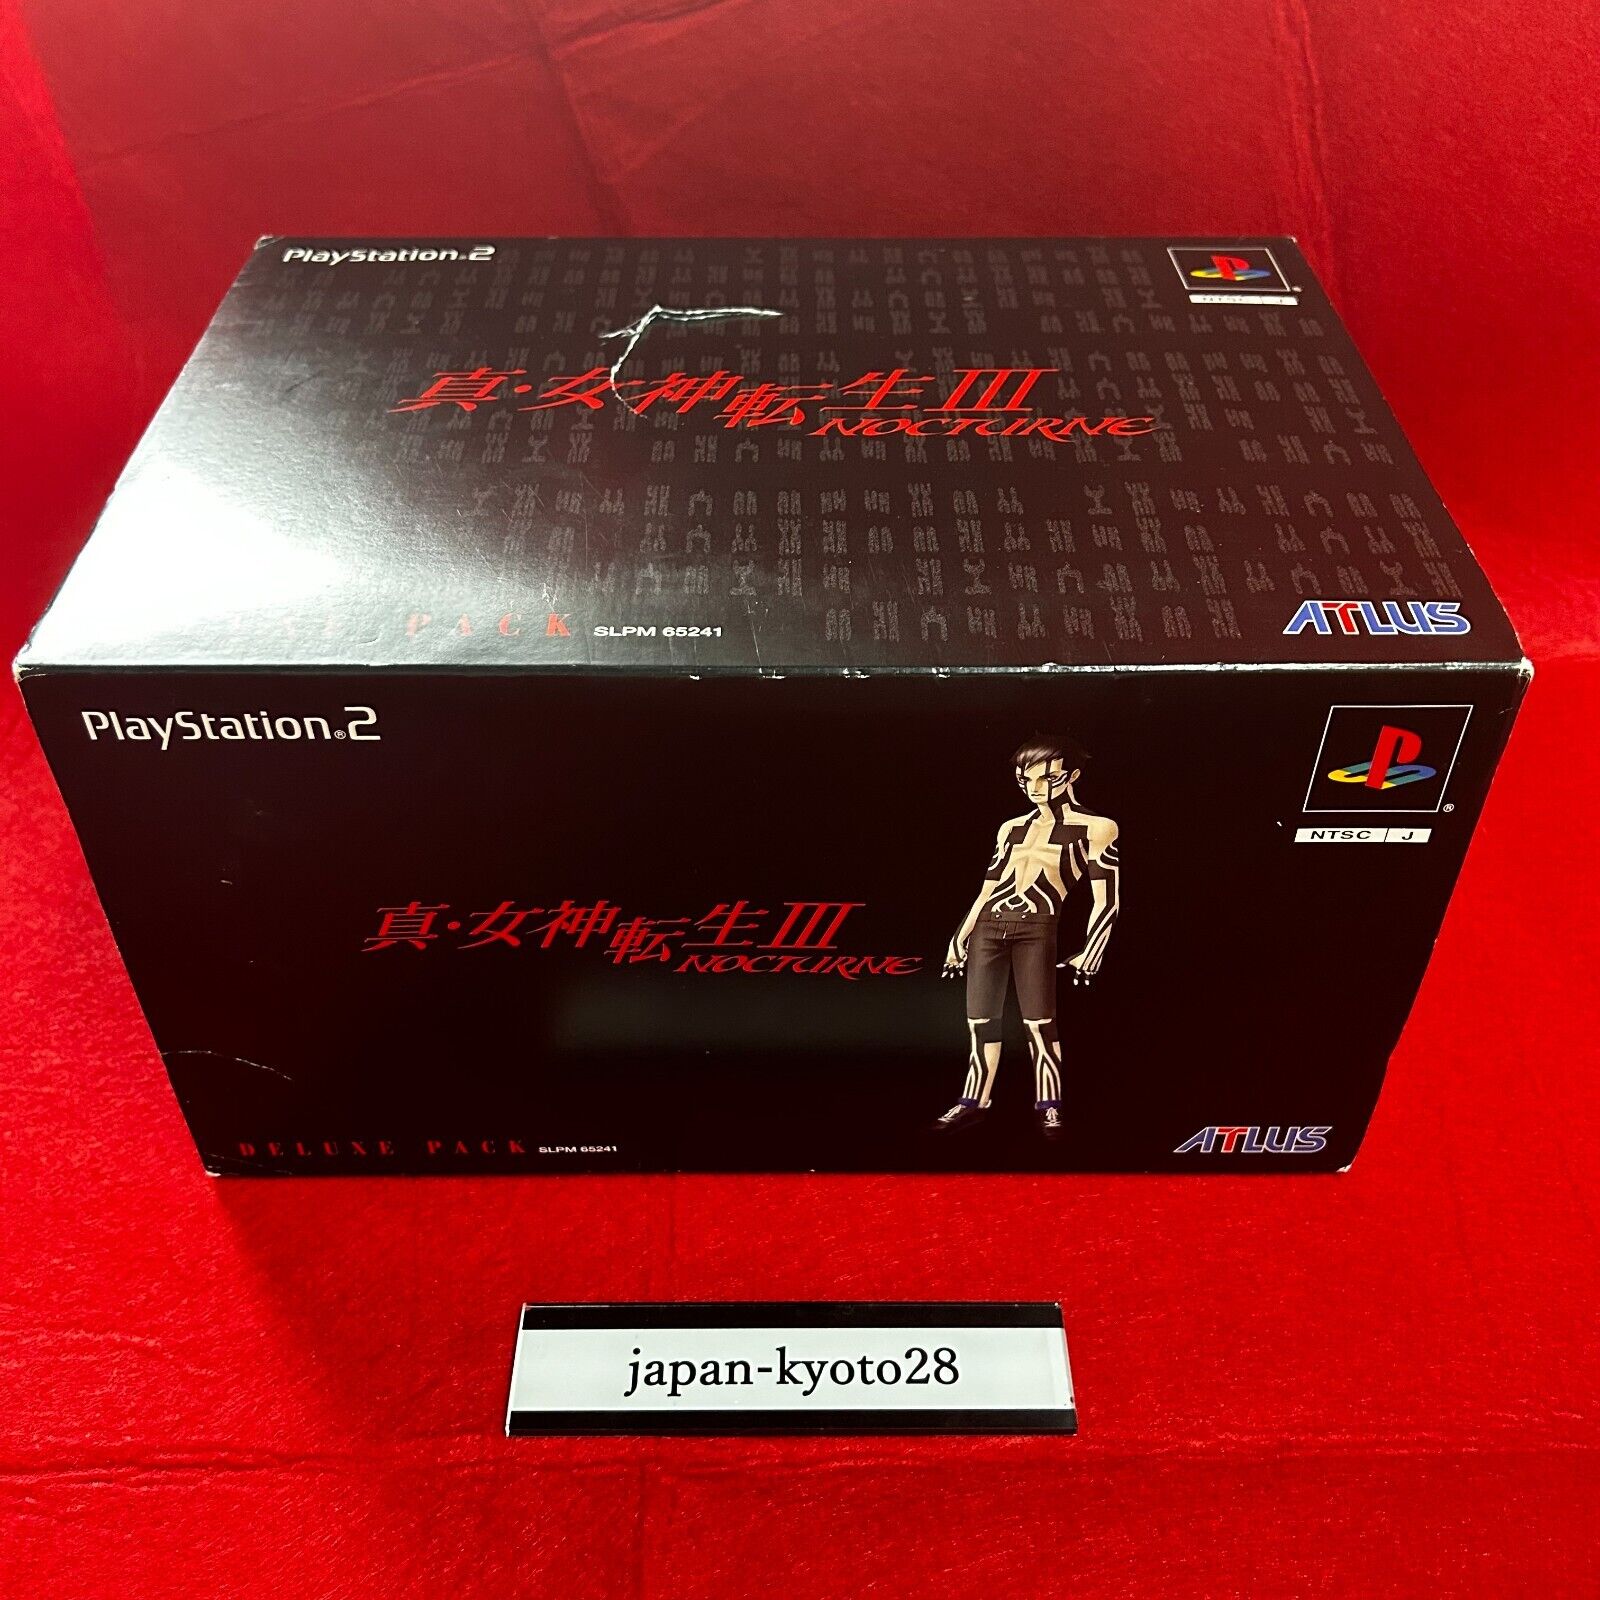 PlayStation®2
NTSC J
真・女神転生III
NOCTURNE
PACK SLPM 65241
ATLUS
PlayStation®2
NTSC J
真・女神転生III
NOCTURNE
DELUXE PACK SLPM 65241
ATLUS
japan-kyoto28